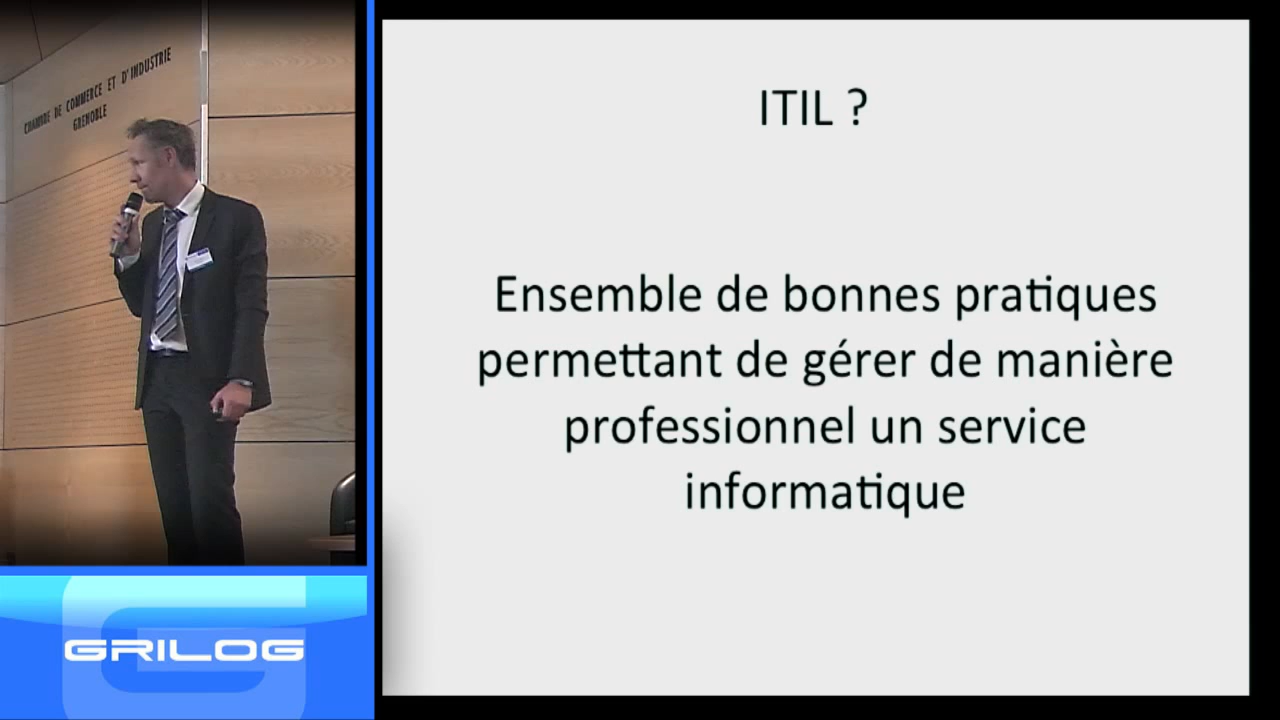 CHAMBRE DE COMMERCE ET D'INDUSTRIE
GRENOBLE
GRILOG
ITIL ?
Ensemble de bonnes pratiques
permettant de gérer de manière
professionnel un service
informatique